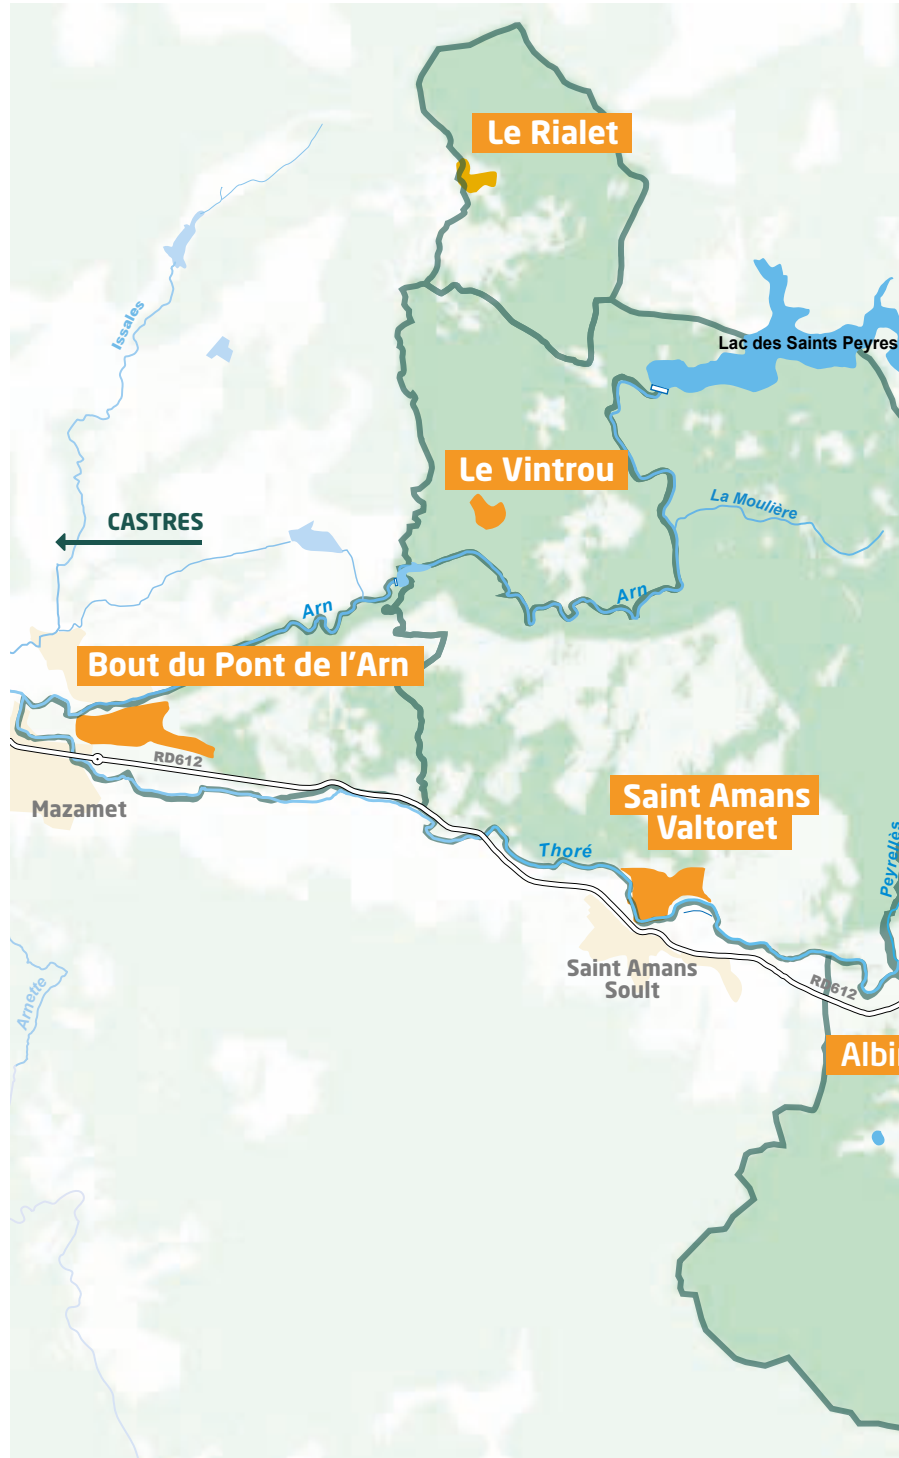 Le Rialet
Issales
Lac des Saints Peyres
Le Vintrou
La Moulière
CASTRES
Arn
Arn
Bout du Pont de l'Arn
RD612
Mazamet
Saint Amans
Valtoret
Peyrellès
Thoré
Saint Amans
Soult
RD612
Arnette
Albi